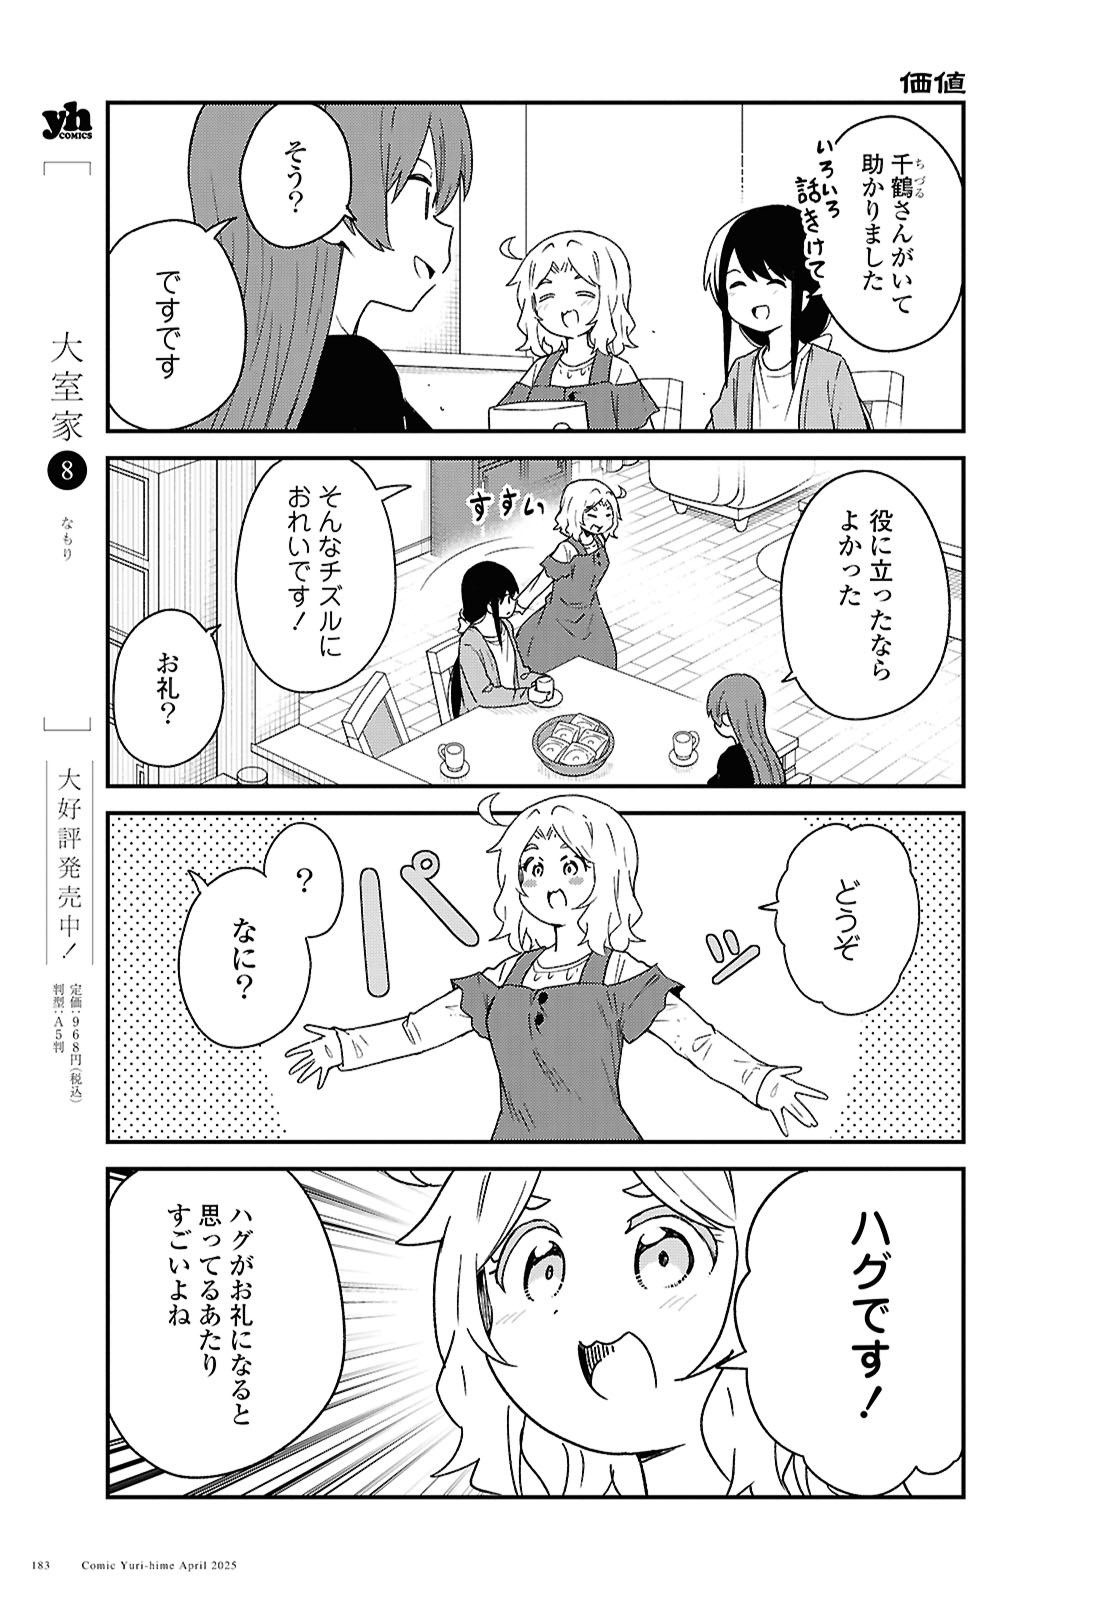 価値
千鶴さんがいて
ちづる
助かりました
いろいろ
話きけて
そう?
ですです
役に立ったなら
よかった
すすすい
そんなチズルに
おれいです!
お礼?
どうぞ
パッ
?
なに?
ハグです!
ハグがお礼になると
思ってるあたり
すごいよね
yh
COMICS
大室家
8
なもり
大好評発売中!
定価:968円(税込)
判型:A5判
183
Comic Yuri-hime April 2025